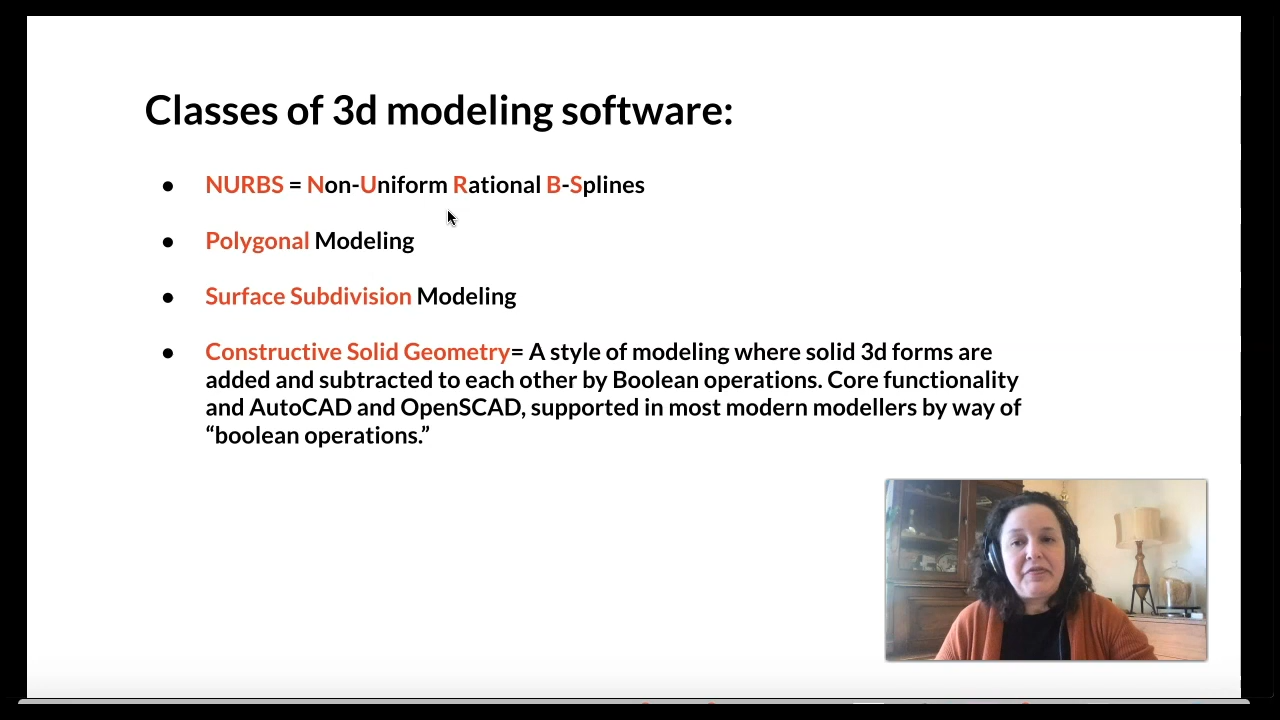 Classes of 3d modeling software:
● NURBS = Non-Uniform Rational B-Splines
● Polygonal Modeling
● Surface Subdivision Modeling
● Constructive Solid Geometry= A style of modeling where solid 3d forms are
added and subtracted to each other by Boolean operations. Core functionality
and AutoCAD and OpenSCAD, supported in most modern modellers by way of
“boolean operations.”